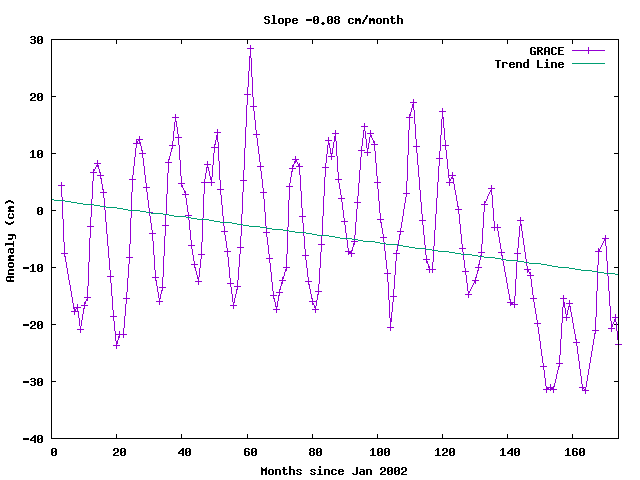 Slope -0.08 cm/month
GRACE
Trend Line
30
20
10
0
-10
-20
-30
-40
Anomaly (cm)
0 20 40 60 80 100 120 140 160
Months since Jan 2002